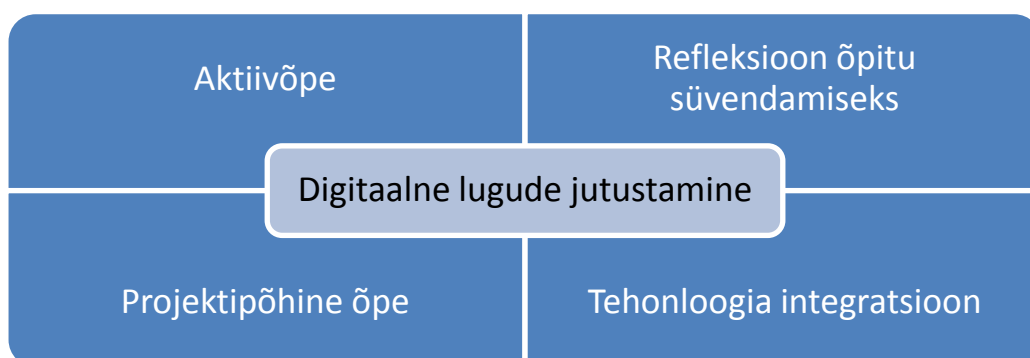 Aktiivõpe
Refleksioon õpitu
süvendamiseks
Digitaalne lugude jutustamine
Projektipõhine õpe
Tehonloogia integratsioon